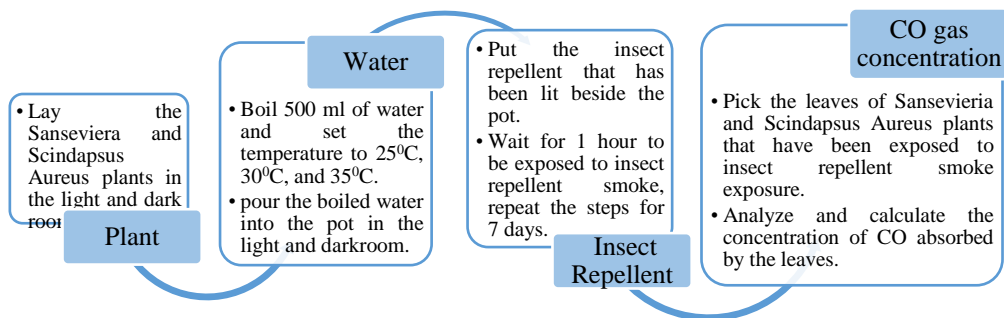 • Lay the
Sanseviera and
Scindapsus
Aureus plants in
the light and dark
Plant
Water
• Boil 500 ml of water
and set the
temperature to 25⁰C,
30⁰C, and 35⁰C.
• pour the boiled water
into the pot in the
light and darkroom.
• Put the insect
repellent that has
been lit beside the
pot.
• Wait for 1 hour to
be exposed to insect
repellent smoke,
repeat the steps for
7 days.
Insect
Repellent
CO gas
concentration
• Pick the leaves of Sansevieria
and Scindapsus Aureus plants
that have been exposed to
insect repellent smoke
exposure.
• Analyze and calculate the
concentration of CO absorbed
by the leaves.